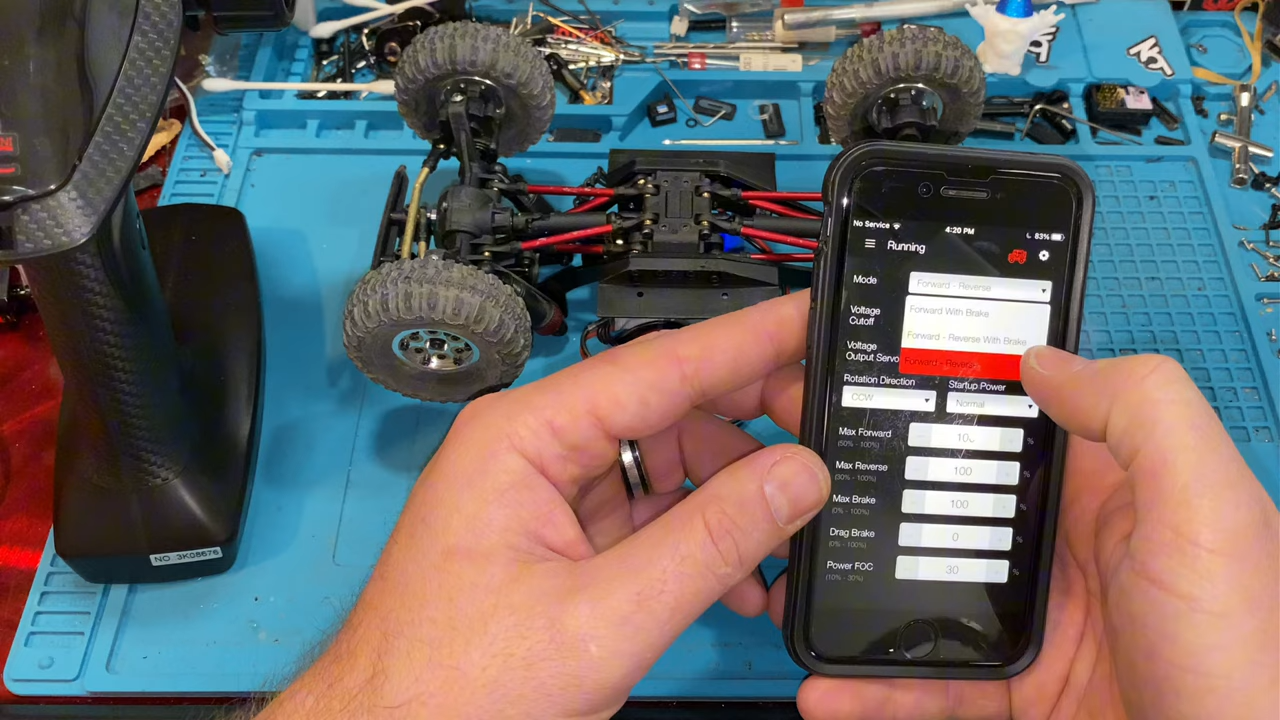 No Service
4:20 PM
83%
Running
Mode
Forward - Reverse
Forward With Brake
Forward - Reverse With Brake
Forward - Reverse
Voltage
Cutoff
Voltage
Output Servo
Rotation Direction
Startup Power
CCW
Normal
Max Forward
(50% - 100%)
100
%
Max Reverse
(30% - 100%)
100
%
Max Brake
(0% - 100%)
100
%
Drag Brake
(0% - 100%)
0
%
Power FOC
(10% - 30%)
30
%
NO. 3K08676